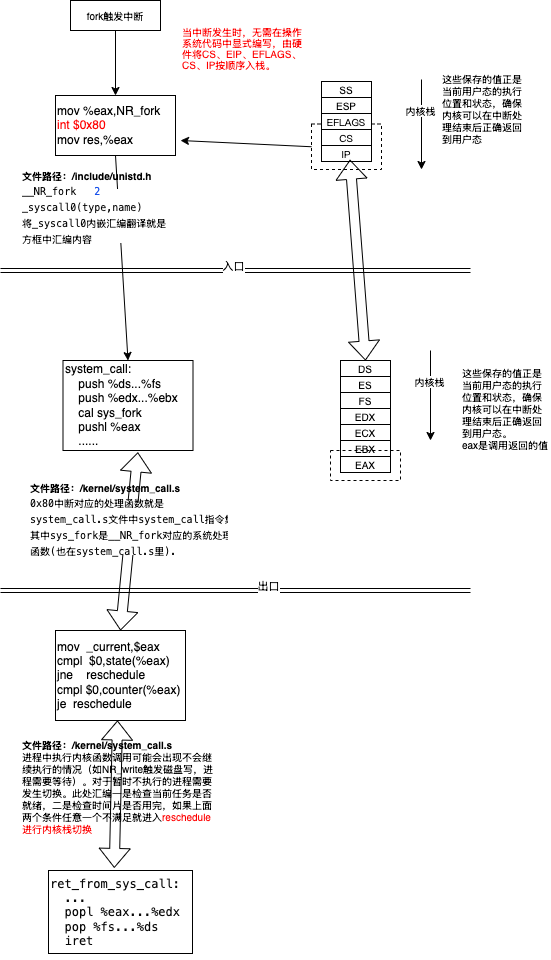 fork触发中断
当中断发生时，无需在操作
系统代码中显式编写，由硬
件将CS、EIP、EFLAGS、
CS、IP按顺序入栈。
mov %eax,NR_fork
int $0x80
mov res,%eax
SS
ESP
EFLAGS
CS
IP
内核栈
这些保存的值正是
当前用户态的执行
位置和状态，确保
内核可以在中断处
理结束后正确返回
到用户态
文件路径：/include/unistd.h
__NR_fork 2
_syscall0(type,name)
将_syscall0内嵌汇编翻译就是
方框中汇编内容
入口
system_call:
push %ds...%fs
push %edx...%ebx
cal sys_fork
pushl %eax
......
DS
ES
FS
EDX
ECX
EBX
EAX
内核栈
这些保存的值正是
当前用户态的执行
位置和状态，确保
内核可以在中断处
理结束后正确返回
到用户态。
eax是调用返回的值
文件路径：/kernel/system_call.s
0x80中断对应的处理函数就是
system_call.s文件中system_call指令
其中sys_fork是__NR_fork对应的系统处理
函数(也在system_call.s里).
出口
mov _current,$eax
cmpl $0,state(%eax)
jne reschedule
cmpl $0,counter(%eax)
je reschedule
文件路径：/kernel/system_call.s
进程中执行内核函数调用可能会出现不会继
续执行的情况（如NR_write触发磁盘写，进
程需要等待）。对于暂时不执行的进程需要
发生切换。此处汇编一是检查当前任务是否
就绪，二是检查时间片是否用完，如果上面
两个条件任意一个不满足就进入reschedule
进行内核栈切换
ret_from_sys_call:
...
popl %eax...%edx
pop %fs...%ds
iret